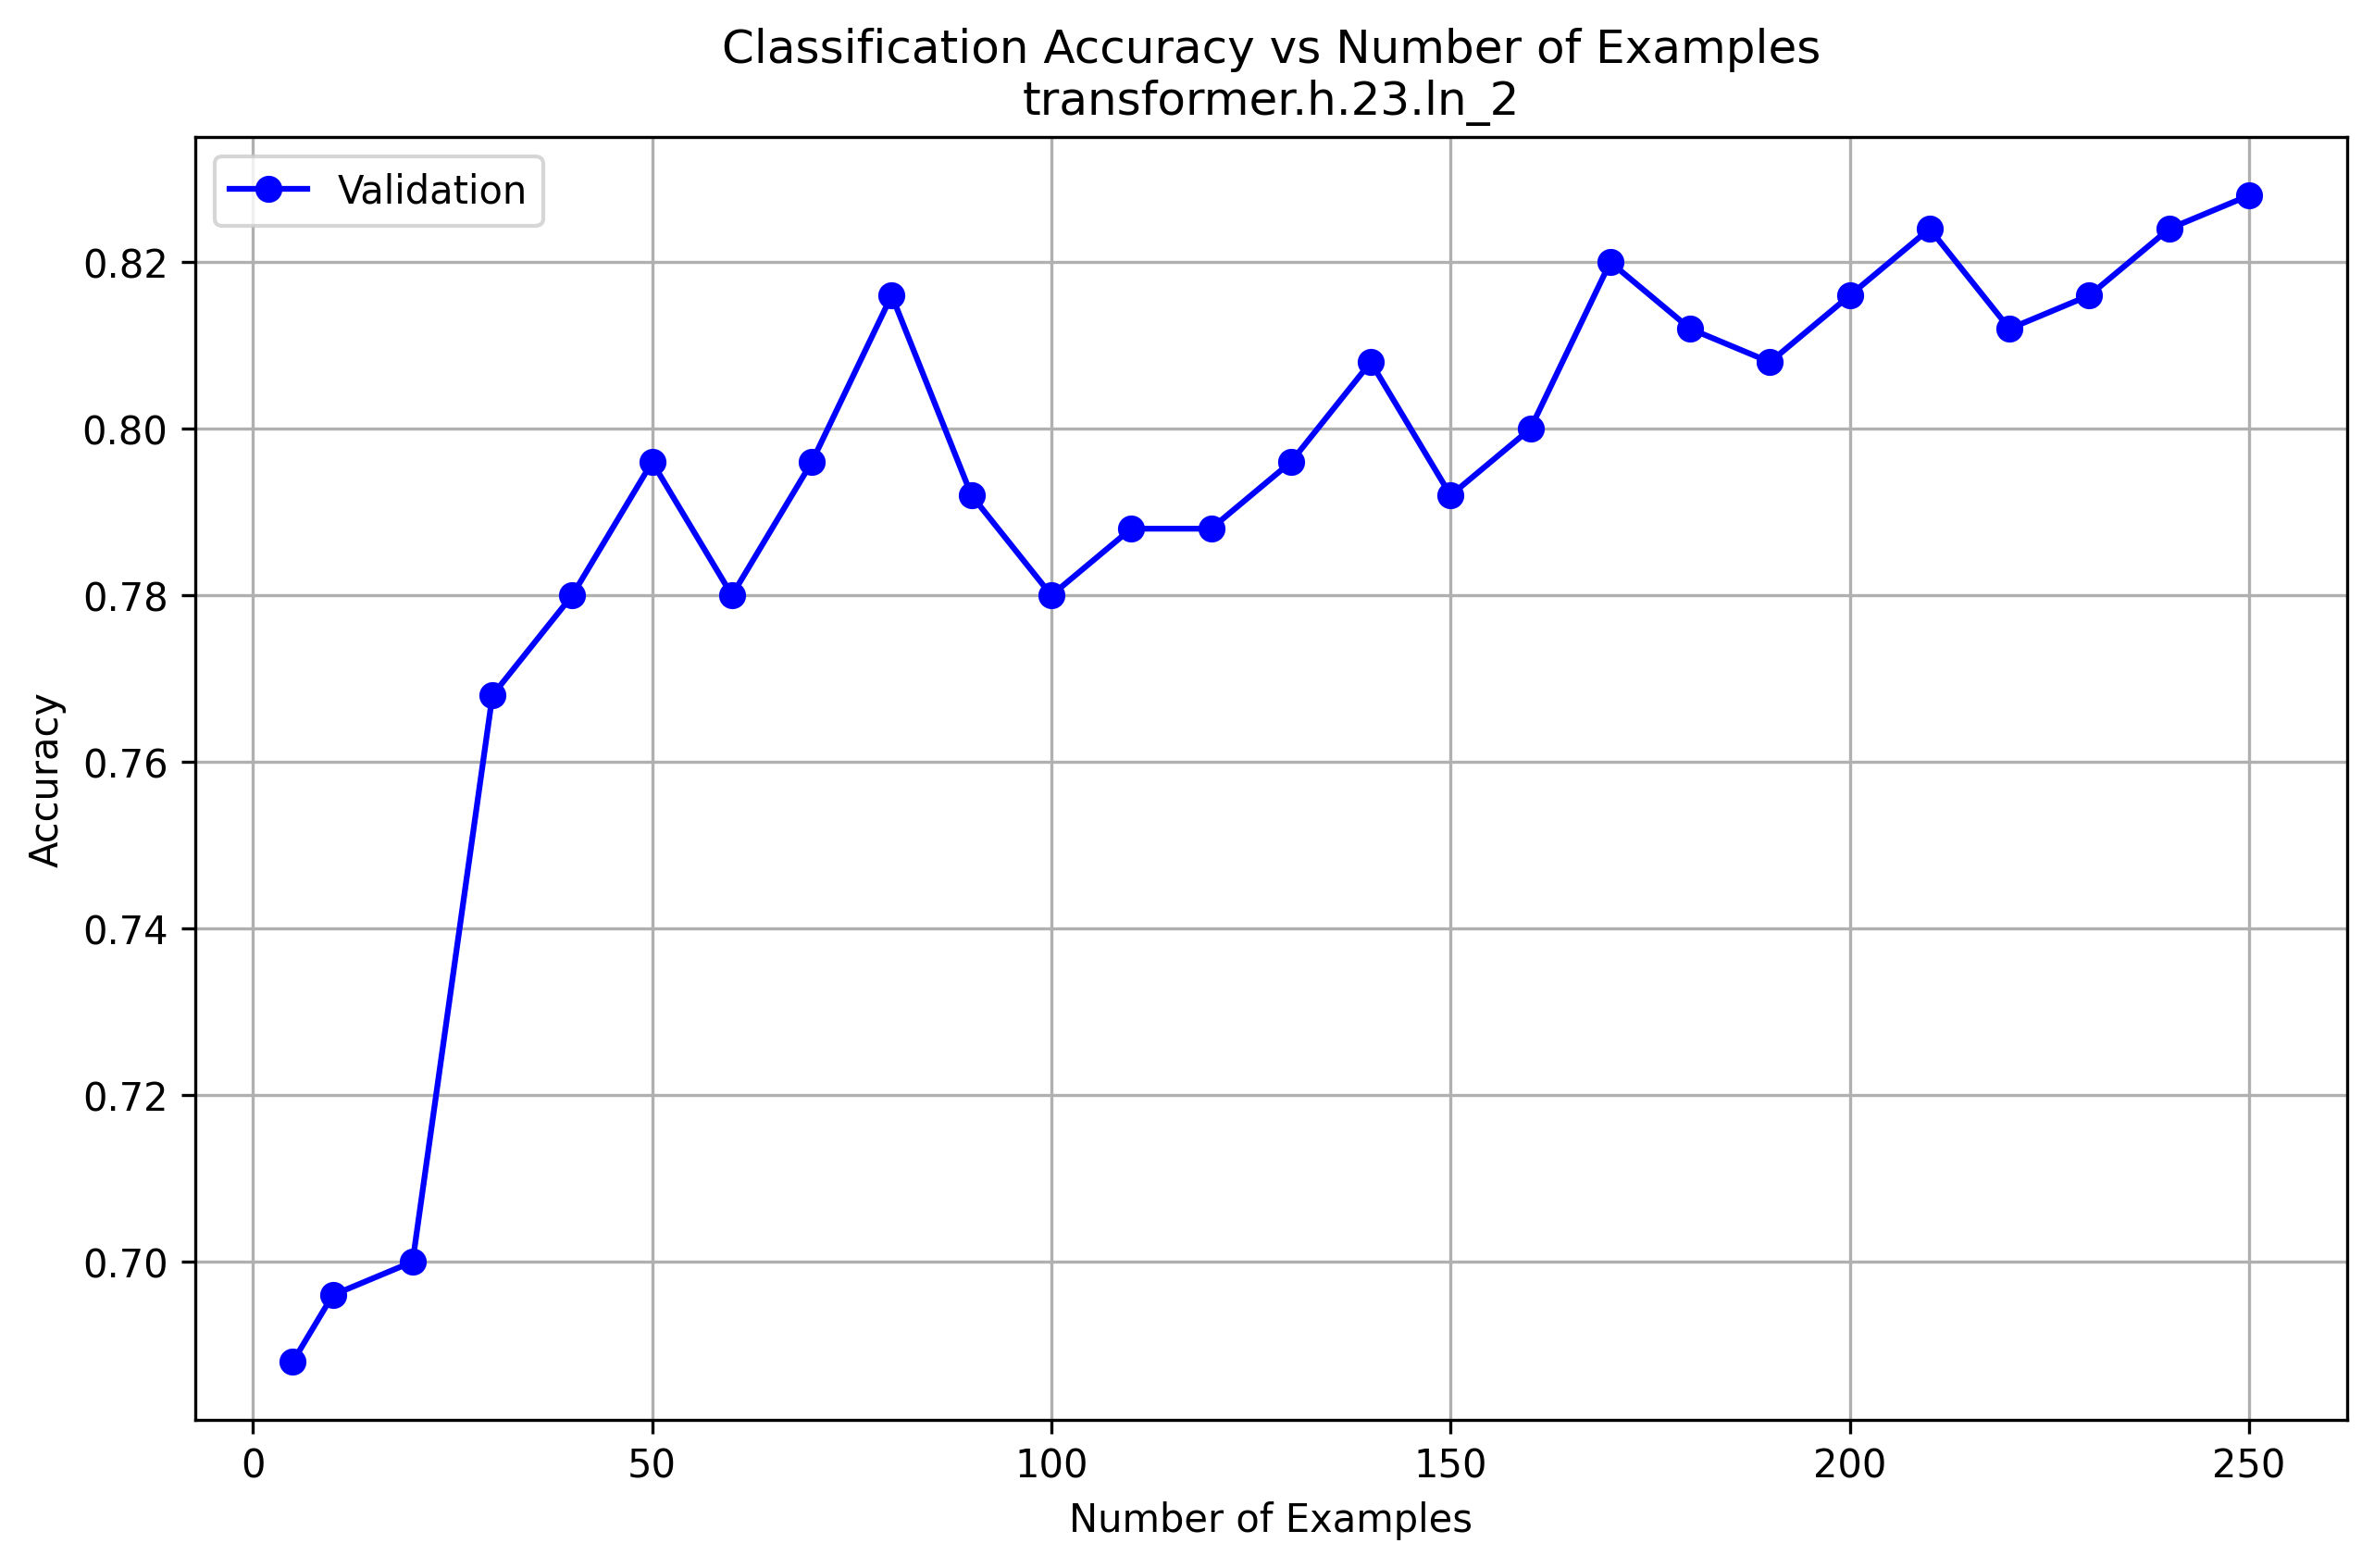 Classification Accuracy vs Number of Examples
transformer.h.23.ln_2
Validation
0.82
0.80
0.78
0.76
0.74
0.72
0.70
Accuracy
0 50 100 150 200 250
Number of Examples